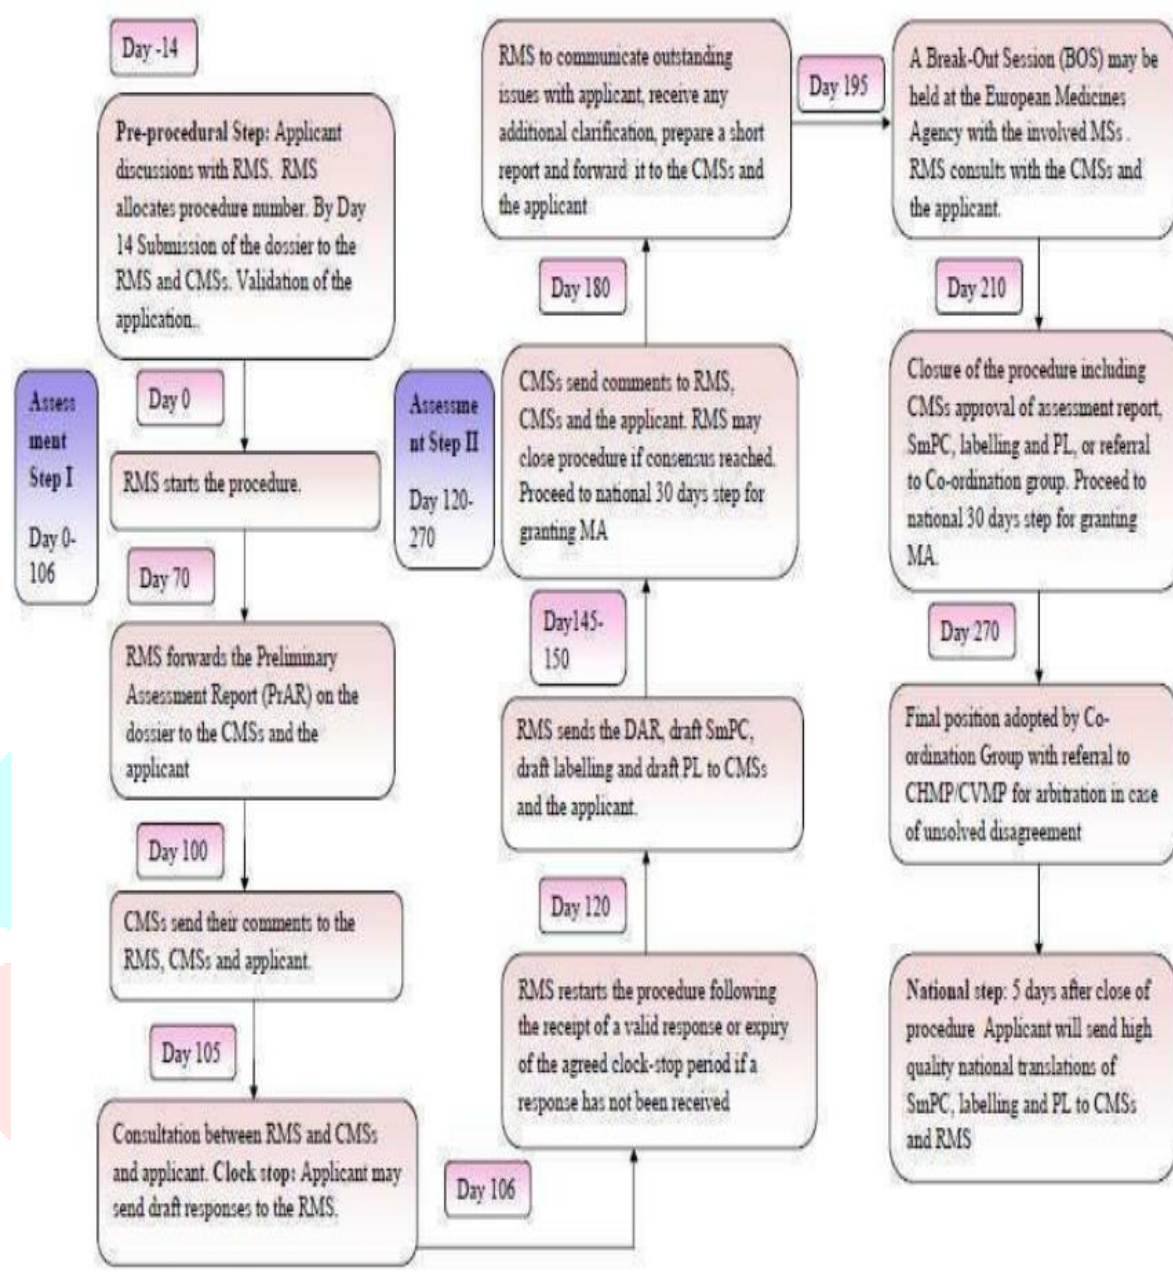 Day -14
Pre-procedural Step: Applicant
discussions with RMS. RMS
allocates procedure number. By Day
14 Submission of the dossier to the
RMS and CMSs. Validation of the
application..
Day 0
Assess
ment
Step I
Day 0-
106
RMS starts the procedure.
Day 70
RMS forwards the Preliminary
Assessment Report (PrAR) on the
dossier to the CMSs and the
applicant
Day 100
CMSs send their comments to the
RMS, CMSs and applicant.
Day 105
Consultation between RMS and CMSs
and applicant. Clock stop: Applicant may
send draft responses to the RMS.
Day 106
RMS restarts the procedure following
the receipt of a valid response or expiry
of the agreed clock-stop period if a
response has not been received
Day 120
Assessme
nt Step II
Day 120-
270
RMS sends the DAR, draft SmPC,
draft labelling and draft PL to CMSs
and the applicant.
Day145-
150
CMSs send comments to RMS,
CMSs and the applicant. RMS may
close procedure if consensus reached.
Proceed to national 30 days step for
granting MA
Day 180
RMS to communicate outstanding
issues with applicant, receive any
additional clarification, prepare a short
report and forward it to the CMSs and
the applicant
Day 195
A Break-Out Session (BOS) may be
held at the European Medicines
Agency with the involved MSs .
RMS consults with the CMSs and
the applicant.
Day 210
Closure of the procedure including
CMSs approval of assessment report,
SmPC, labelling and PL, or referral
to Co-ordination group. Proceed to
national 30 days step for granting
MA.
Day 270
Final position adopted by Co-
ordination Group with referral to
CHMP/CVMP for arbitration in case
of unsolved disagreement
National step: 5 days after close of
procedure Applicant will send high
quality national translations of
SmPC, labelling and PL to CMSs
and RMS